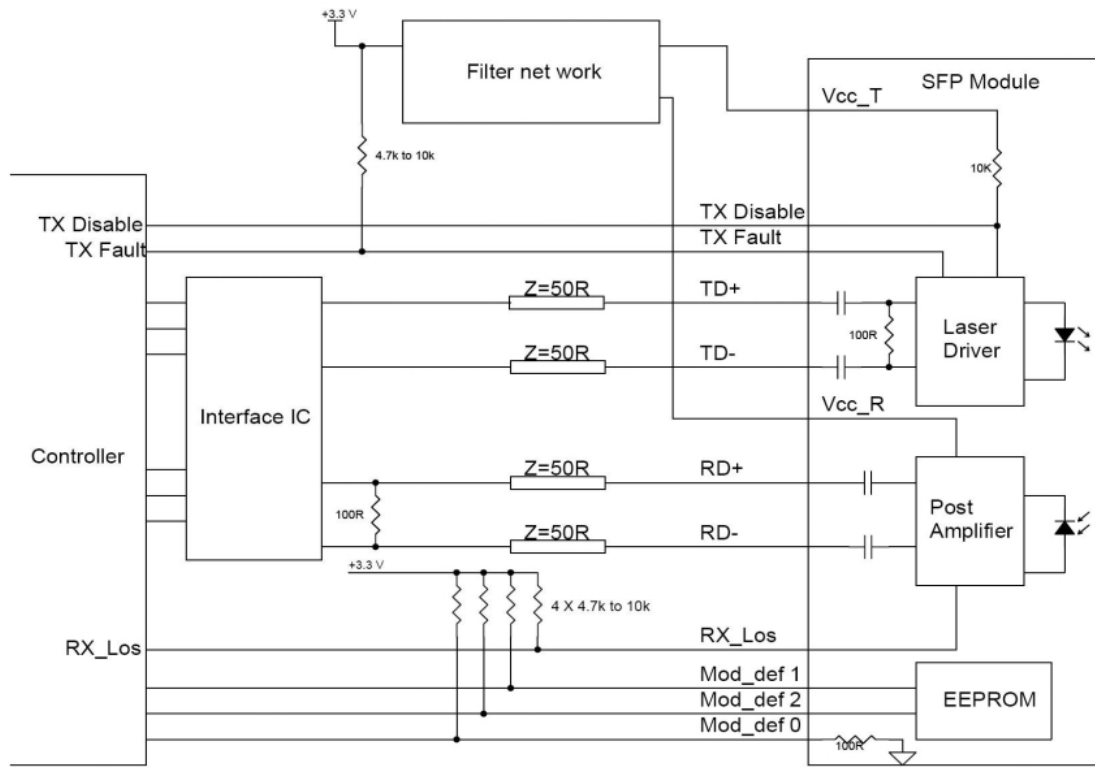 +3.3 V
Filter net work
SFP Module
Vcc_T
4.7k to 10k
10K
TX Disable
TX Disable
TX Fault
TX Fault
Z=50R
TD+
100R
Laser
Driver
Z=50R
TD-
Vcc_R
Interface IC
Controller
Z=50R
RD+
100R
Post
Amplifier
Z=50R
RD-
+3.3 V
4 X 4.7k to 10k
RX_Los
RX_Los
Mod_def 1
EEPROM
Mod_def 2
Mod_def 0
100R